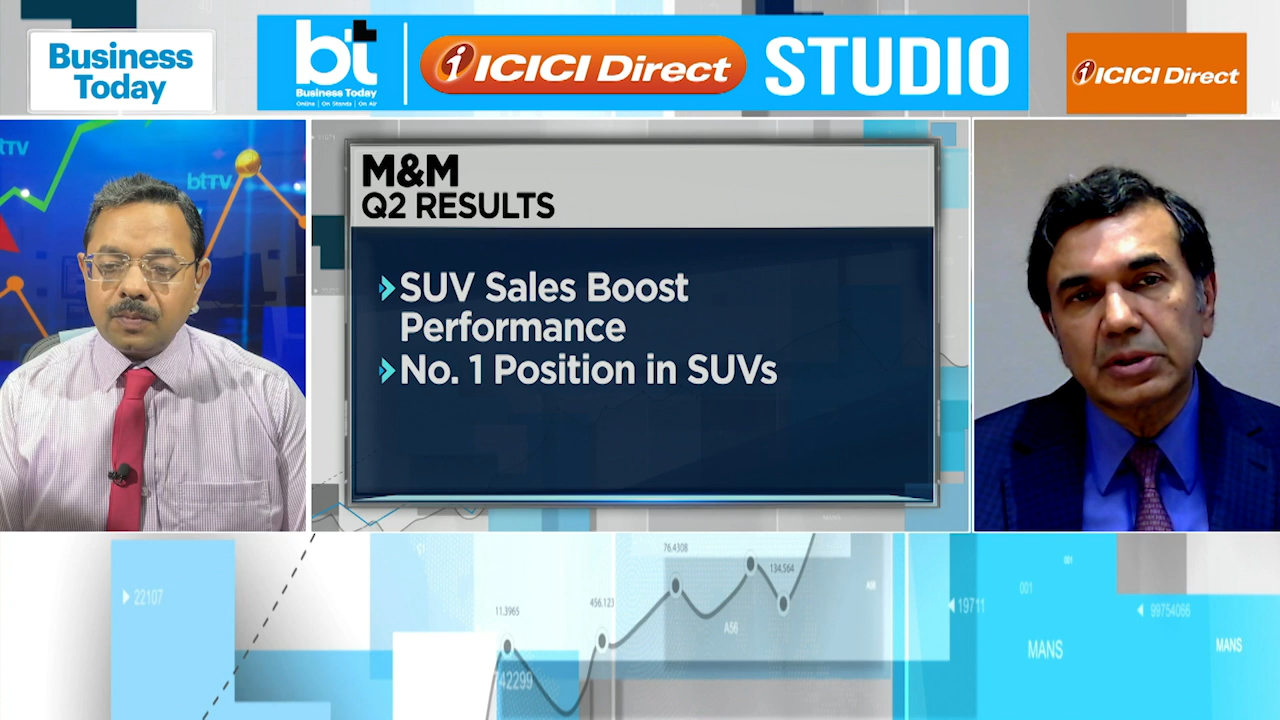 Business
Today
bt
Business Today
Online | On Stands | On Air
ICICI Direct
STUDIO
ICICI Direct
btTV
M&M
Q2 RESULTS
SUV Sales Boost
Performance
No. 1 Position in SUVs
22107
11.3965
456.123
76.4308
134.564
A56
42299
19711
001
001
99754066
MANS
MANS